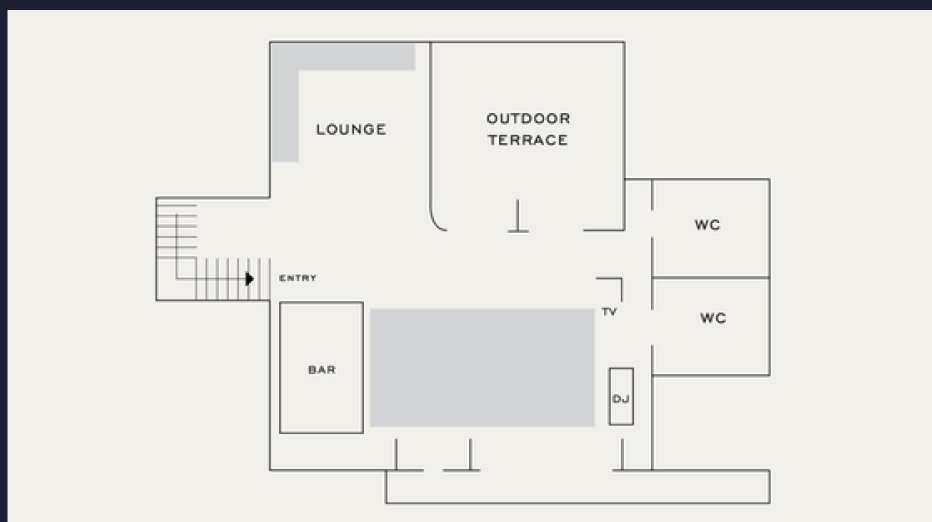 OUTDOOR
TERRACE
LOUNGE
WC
ENTRY
TV
WC
BAR
DJ